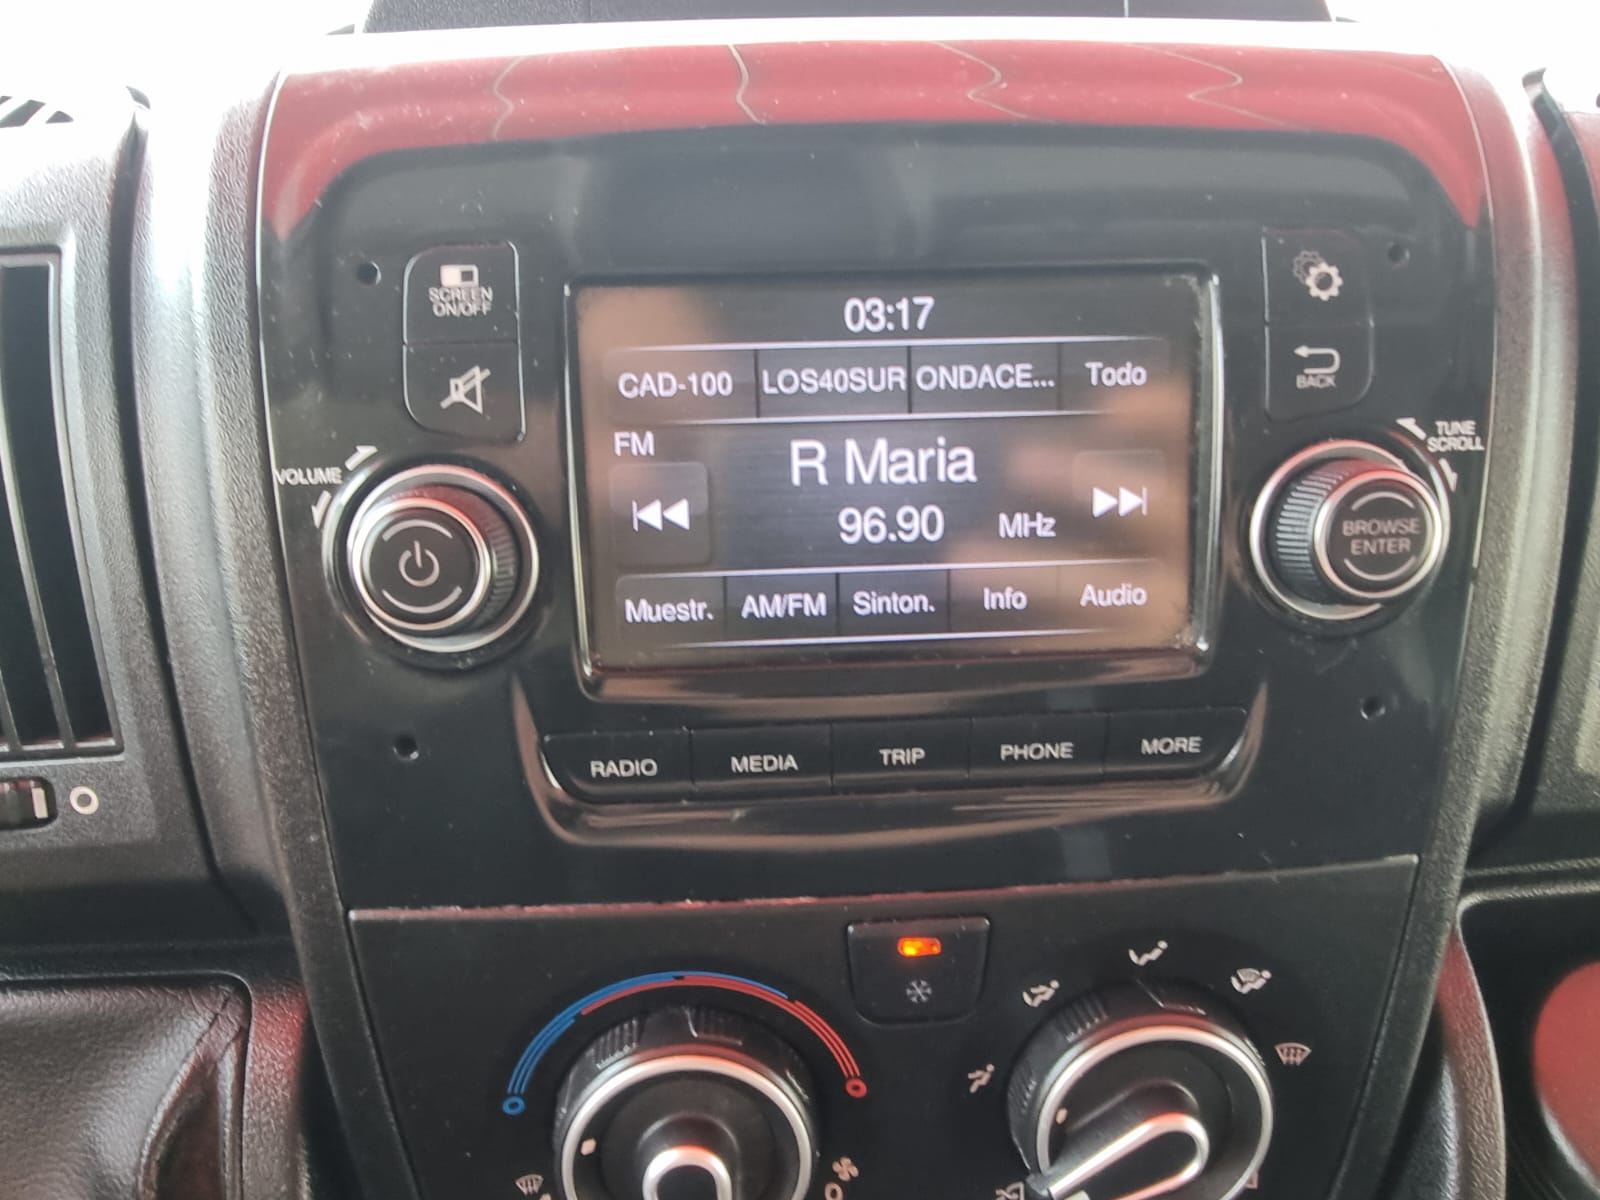 SCREEN
ON/OFF
03:17
CAD-100 LOS40SUR ONDACE... Todo
BACK
FM
R Maria
96.90 MHz
VOLUME
TUNE
SCROLL
BROWSE
ENTER
Muestr. AM/FM Sinton. Info Audio
RADIO MEDIA TRIP PHONE MORE